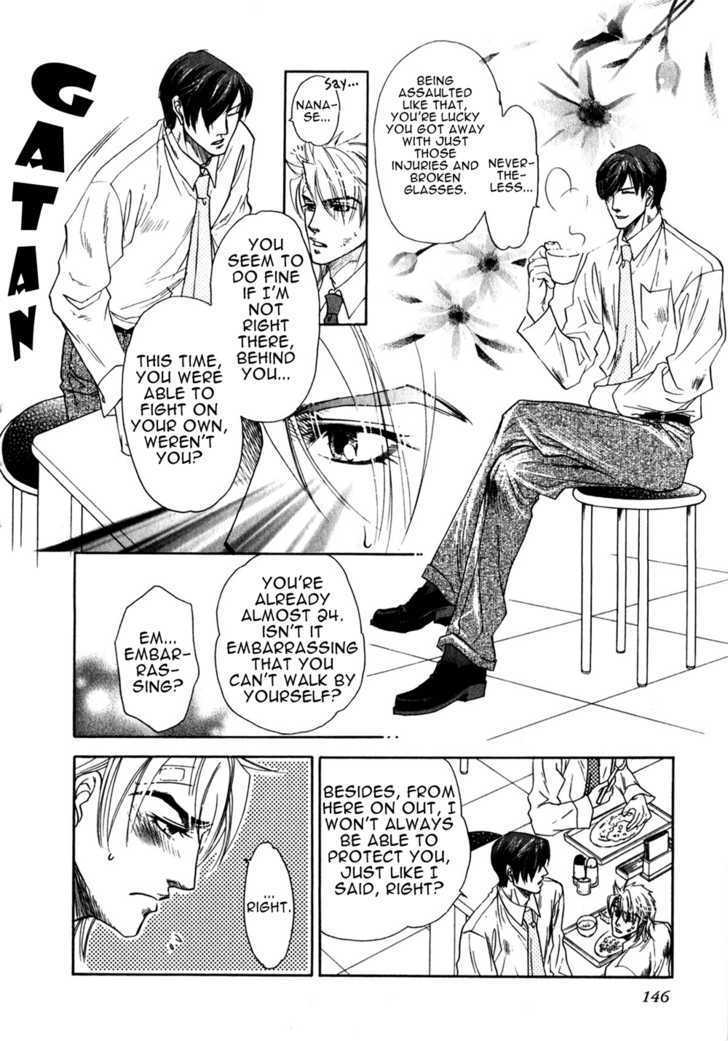 NEVER-
THE-
LESS...
BEING
ASSAULTED
LIKE THAT,
YOU'RE LUCKY
YOU GOT AWAY
WITH JUST
THOSE
INJURIES AND
BROKEN
GLASSES.
say...
NANA-
SE...
GATAN
YOU
SEEM TO
DO FINE
IF I'M
NOT
RIGHT
THERE,
BEHIND
YOU...
THIS TIME,
YOU WERE
ABLE TO
FIGHT ON
YOUR OWN,
WEREN'T
YOU?
YOU'RE
ALREADY
ALMOST 24.
ISN'T IT
EMBARRASSING
THAT YOU
CAN'T WALK BY
YOURSELF?
EM...
EMBAR-
RAS-
SING?
BESIDES, FROM
HERE ON OUT, I
WON'T ALWAYS
BE ABLE TO
PROTECT YOU,
JUST LIKE I
SAID, RIGHT?
...
RIGHT.
146